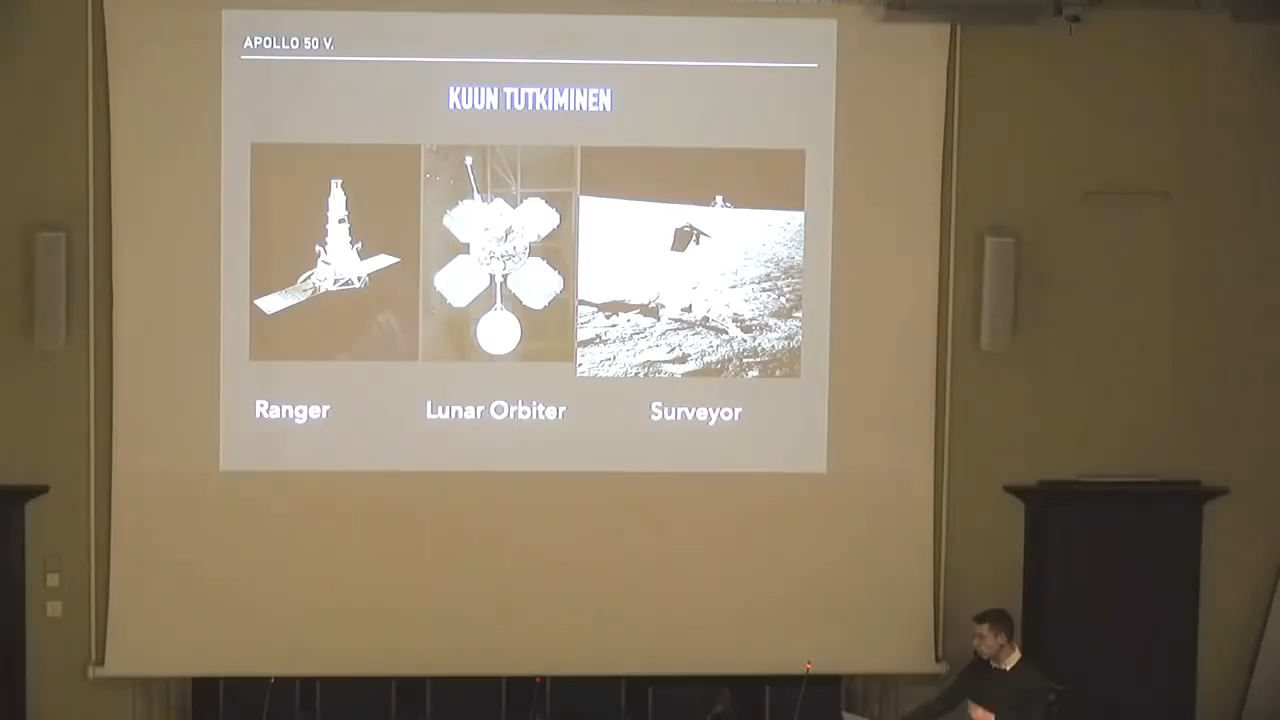 APOLLO 50 V.
KUUN TUTKIMINEN
Ranger
Lunar Orbiter
Surveyor